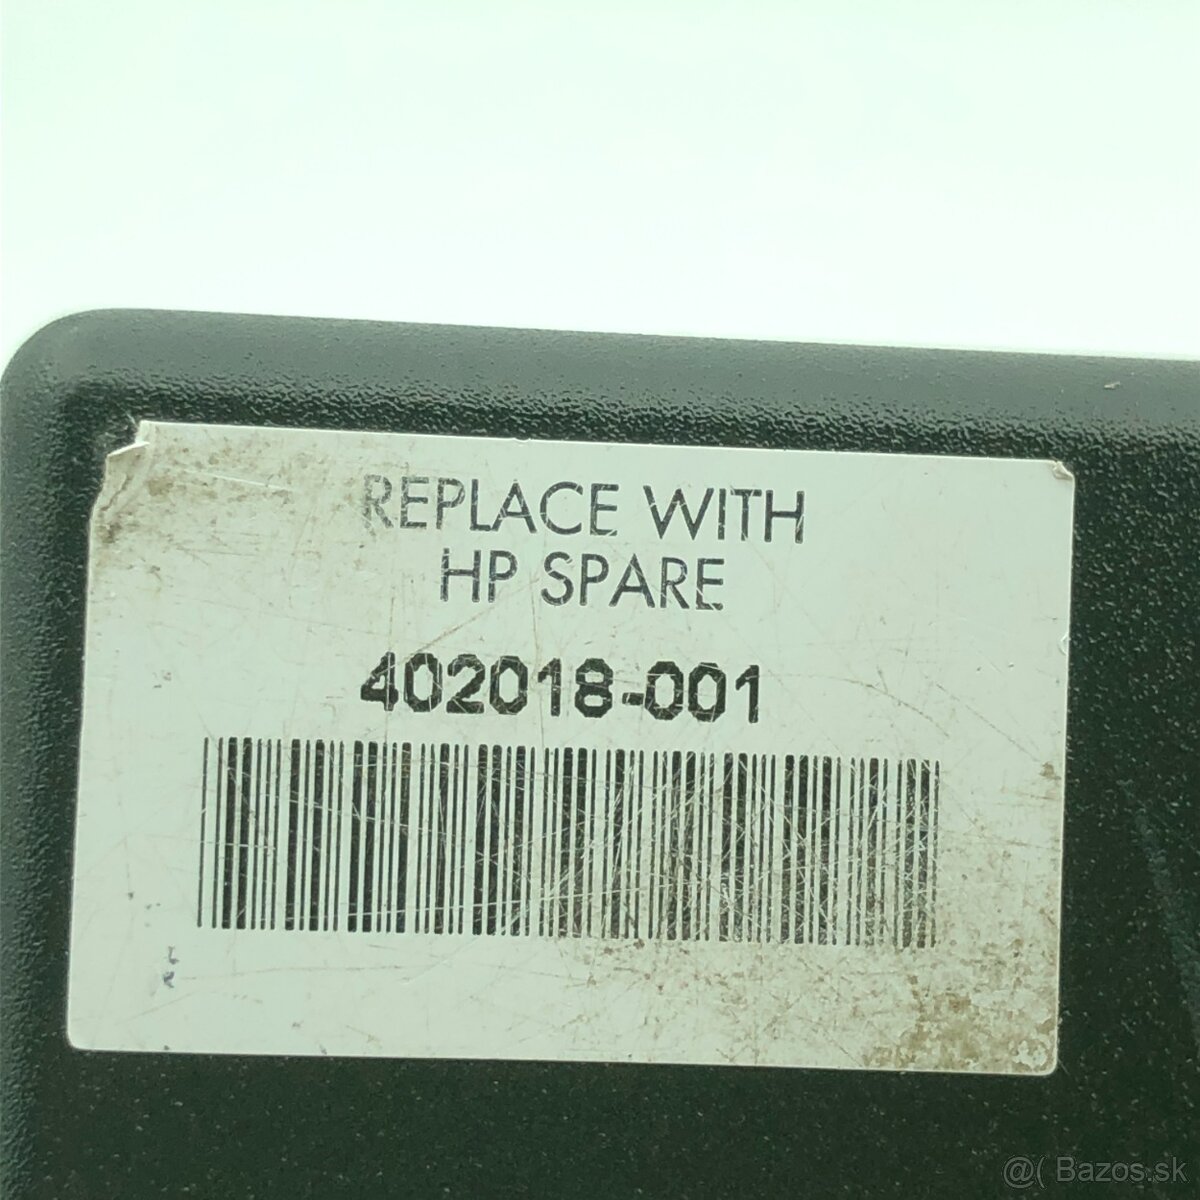 REPLACE WITH
HP SPARE
402018-001
@( Bazos.sk